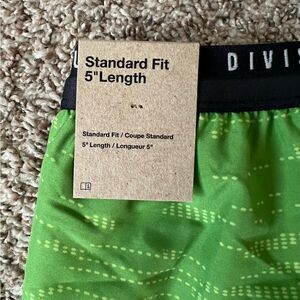 Standard Fit
5" Length
DIVIS
Standard Fit / Coupe Standard
5" Length / Longueur 5"